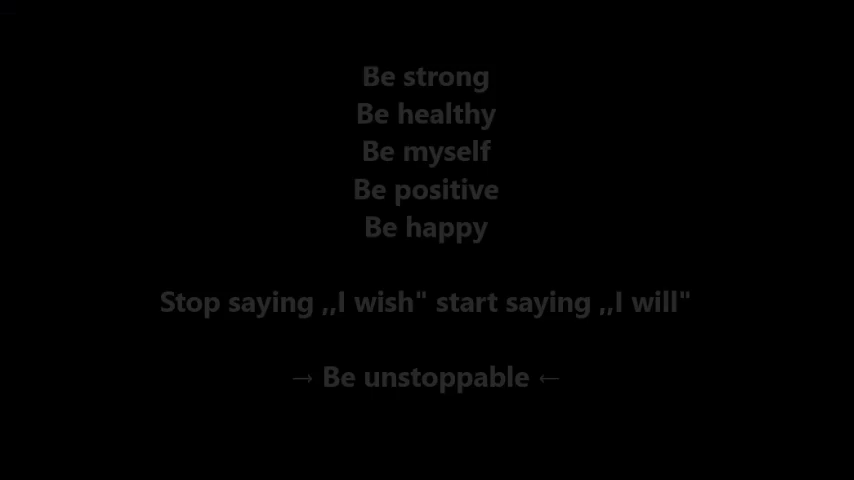 Be strong
Be healthy
Be myself
Be positive
Be happy
Stop saying ,,I wish" start saying ,,I will"
→ Be unstoppable ←